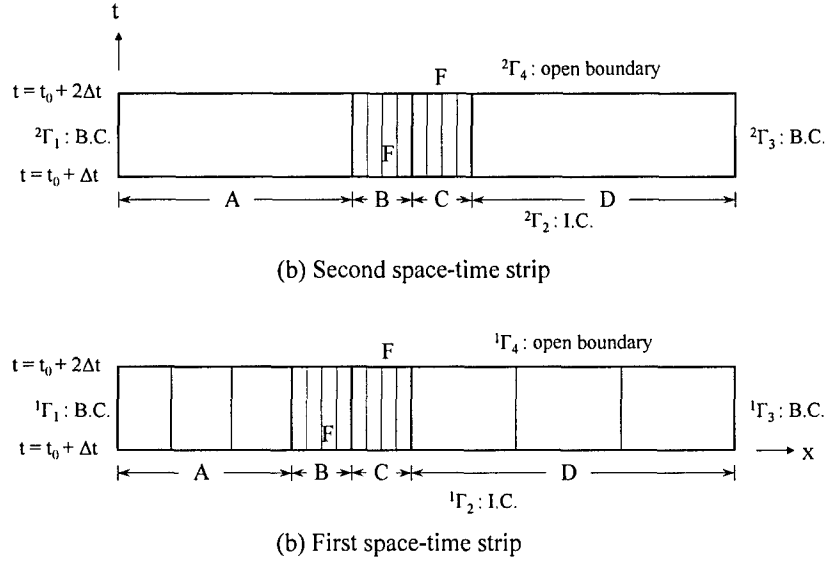 t
F
²Γ₄ : open boundary
t = t₀ + 2Δt
²Γ₁ : B.C.
F
²Γ₃ : B.C.
t = t₀ + Δt
A B C D
²Γ₂ : I.C.
(b) Second space-time strip
F
¹Γ₄ : open boundary
t = t₀ + 2Δt
¹Γ₁ : B.C.
F
¹Γ₃ : B.C.
t = t₀ + Δt
x
A B C D
¹Γ₂ : I.C.
(b) First space-time strip